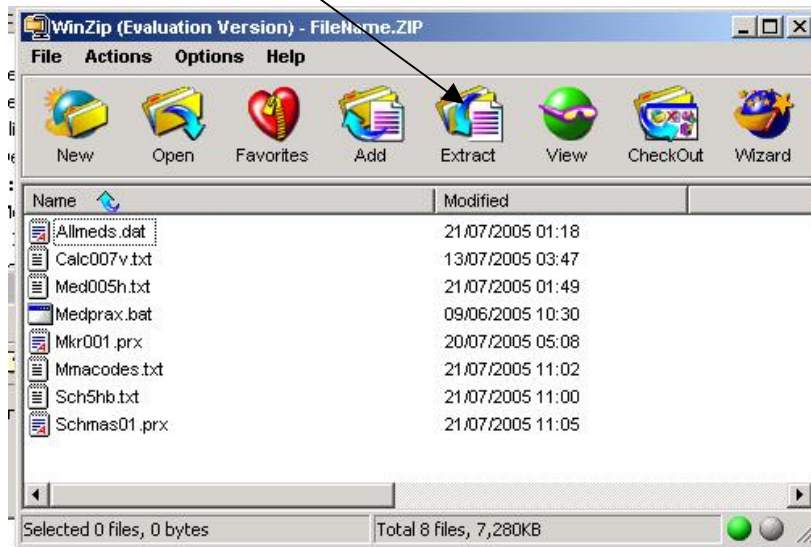 WinZip (Evaluation Version) - FileName.ZIP
File Actions Options Help
New Open Favorites Add Extract View CheckOut Wizard
Name Modified
Allmeds.dat 21/07/2005 01:18
Calc007v.txt 13/07/2005 03:47
Med005h.txt 21/07/2005 01:49
Medprax.bat 09/06/2005 10:30
Mkr001.prx 20/07/2005 05:08
Mmacodes.txt 21/07/2005 11:02
Sch5hb.txt 21/07/2005 11:00
Schmas01.prx 21/07/2005 11:05
Selected 0 files, 0 bytes Total 8 files, 7,280KB